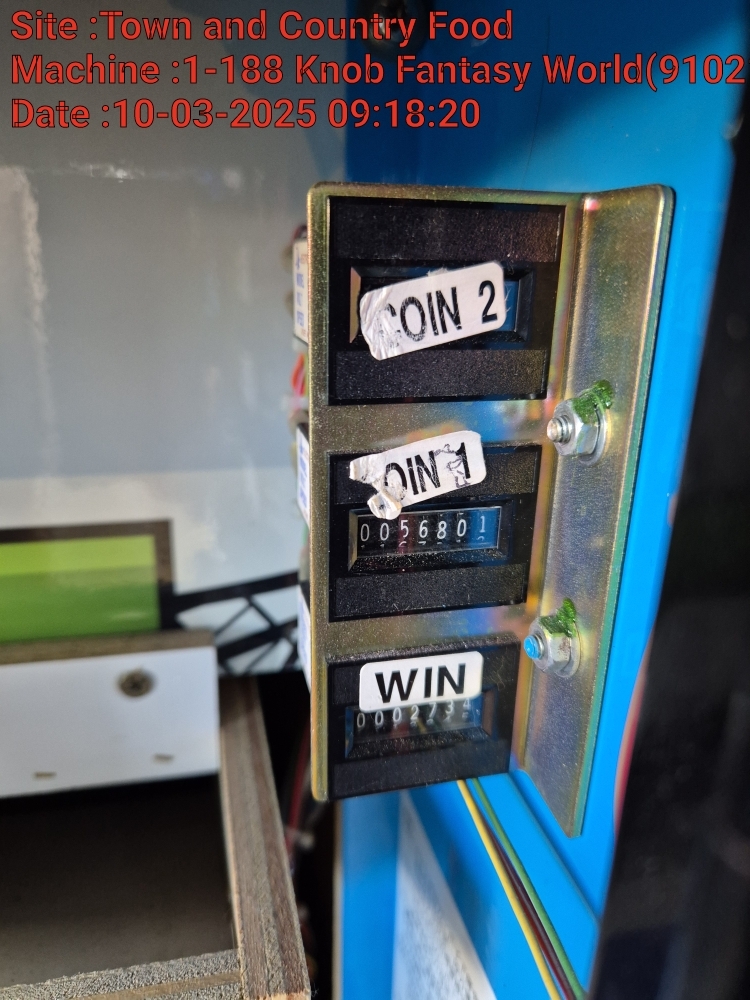 Site :Town and Country Food
Machine :1-188 Knob Fantasy World(9102
Date :10-03-2025 09:18:20
COIN 2
OIN 1
0056801
WIN